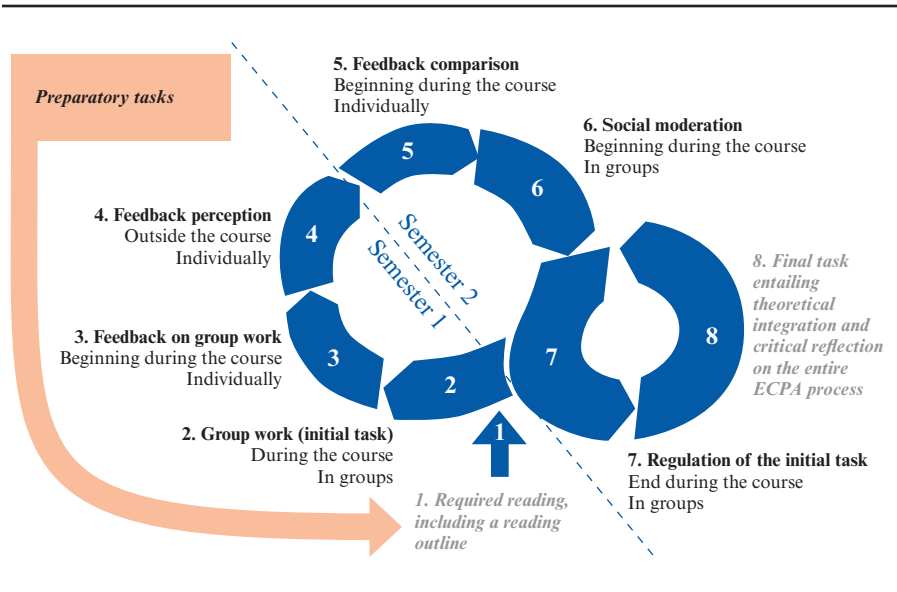 Preparatory tasks
5. Feedback comparison
Beginning during the course
Individually
6. Social moderation
Beginning during the course
In groups
4. Feedback perception
Outside the course
Individually
Semester 2
Semester 1
8. Final task
entailing
theoretical
integration and
critical reflection
on the entire
ECPA process
3. Feedback on group work
Beginning during the course
Individually
2. Group work (initial task)
During the course
In groups
7. Regulation of the initial task
End during the course
In groups
1. Required reading,
including a reading
outline
5
6
4
3
2
7
8
1